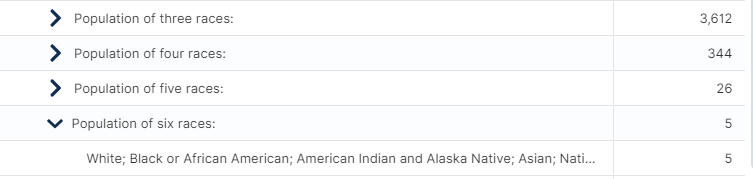 Population of three races: 3,612
Population of four races: 344
Population of five races: 26
Population of six races: 5
White; Black or African American; American Indian and Alaska Native; Asian; Nati... 5